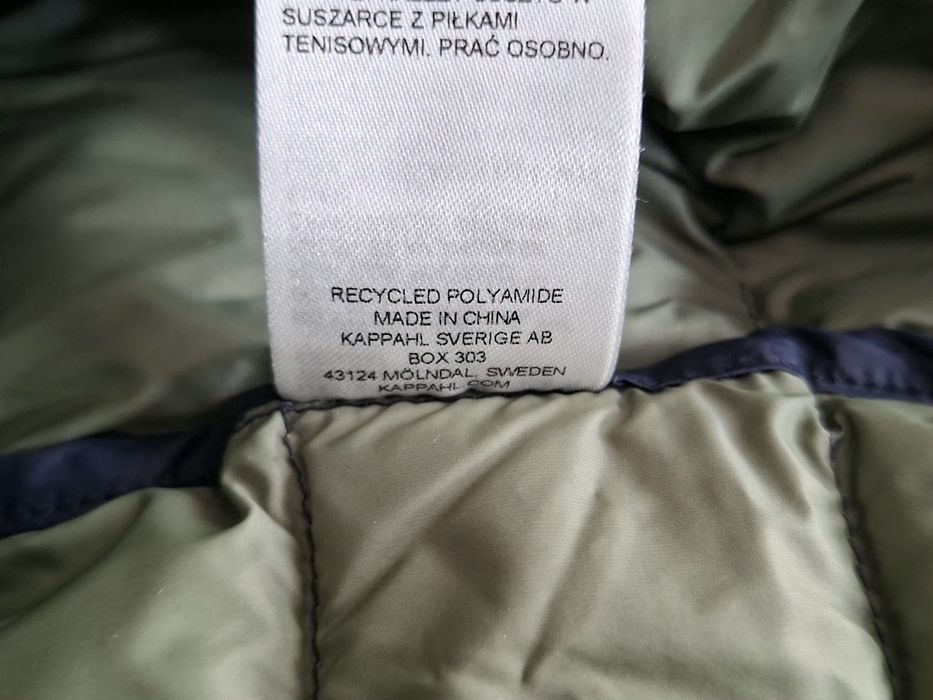 SUSZARCE Z PIŁKAMI
TENISOWYMI. PRAĆ OSOBNO.
RECYCLED POLYAMIDE
MADE IN CHINA
KAPPAHL SVERIGE AB
BOX 303
43124 MÖLNDAL, SWEDEN
KAPPAHL.COM